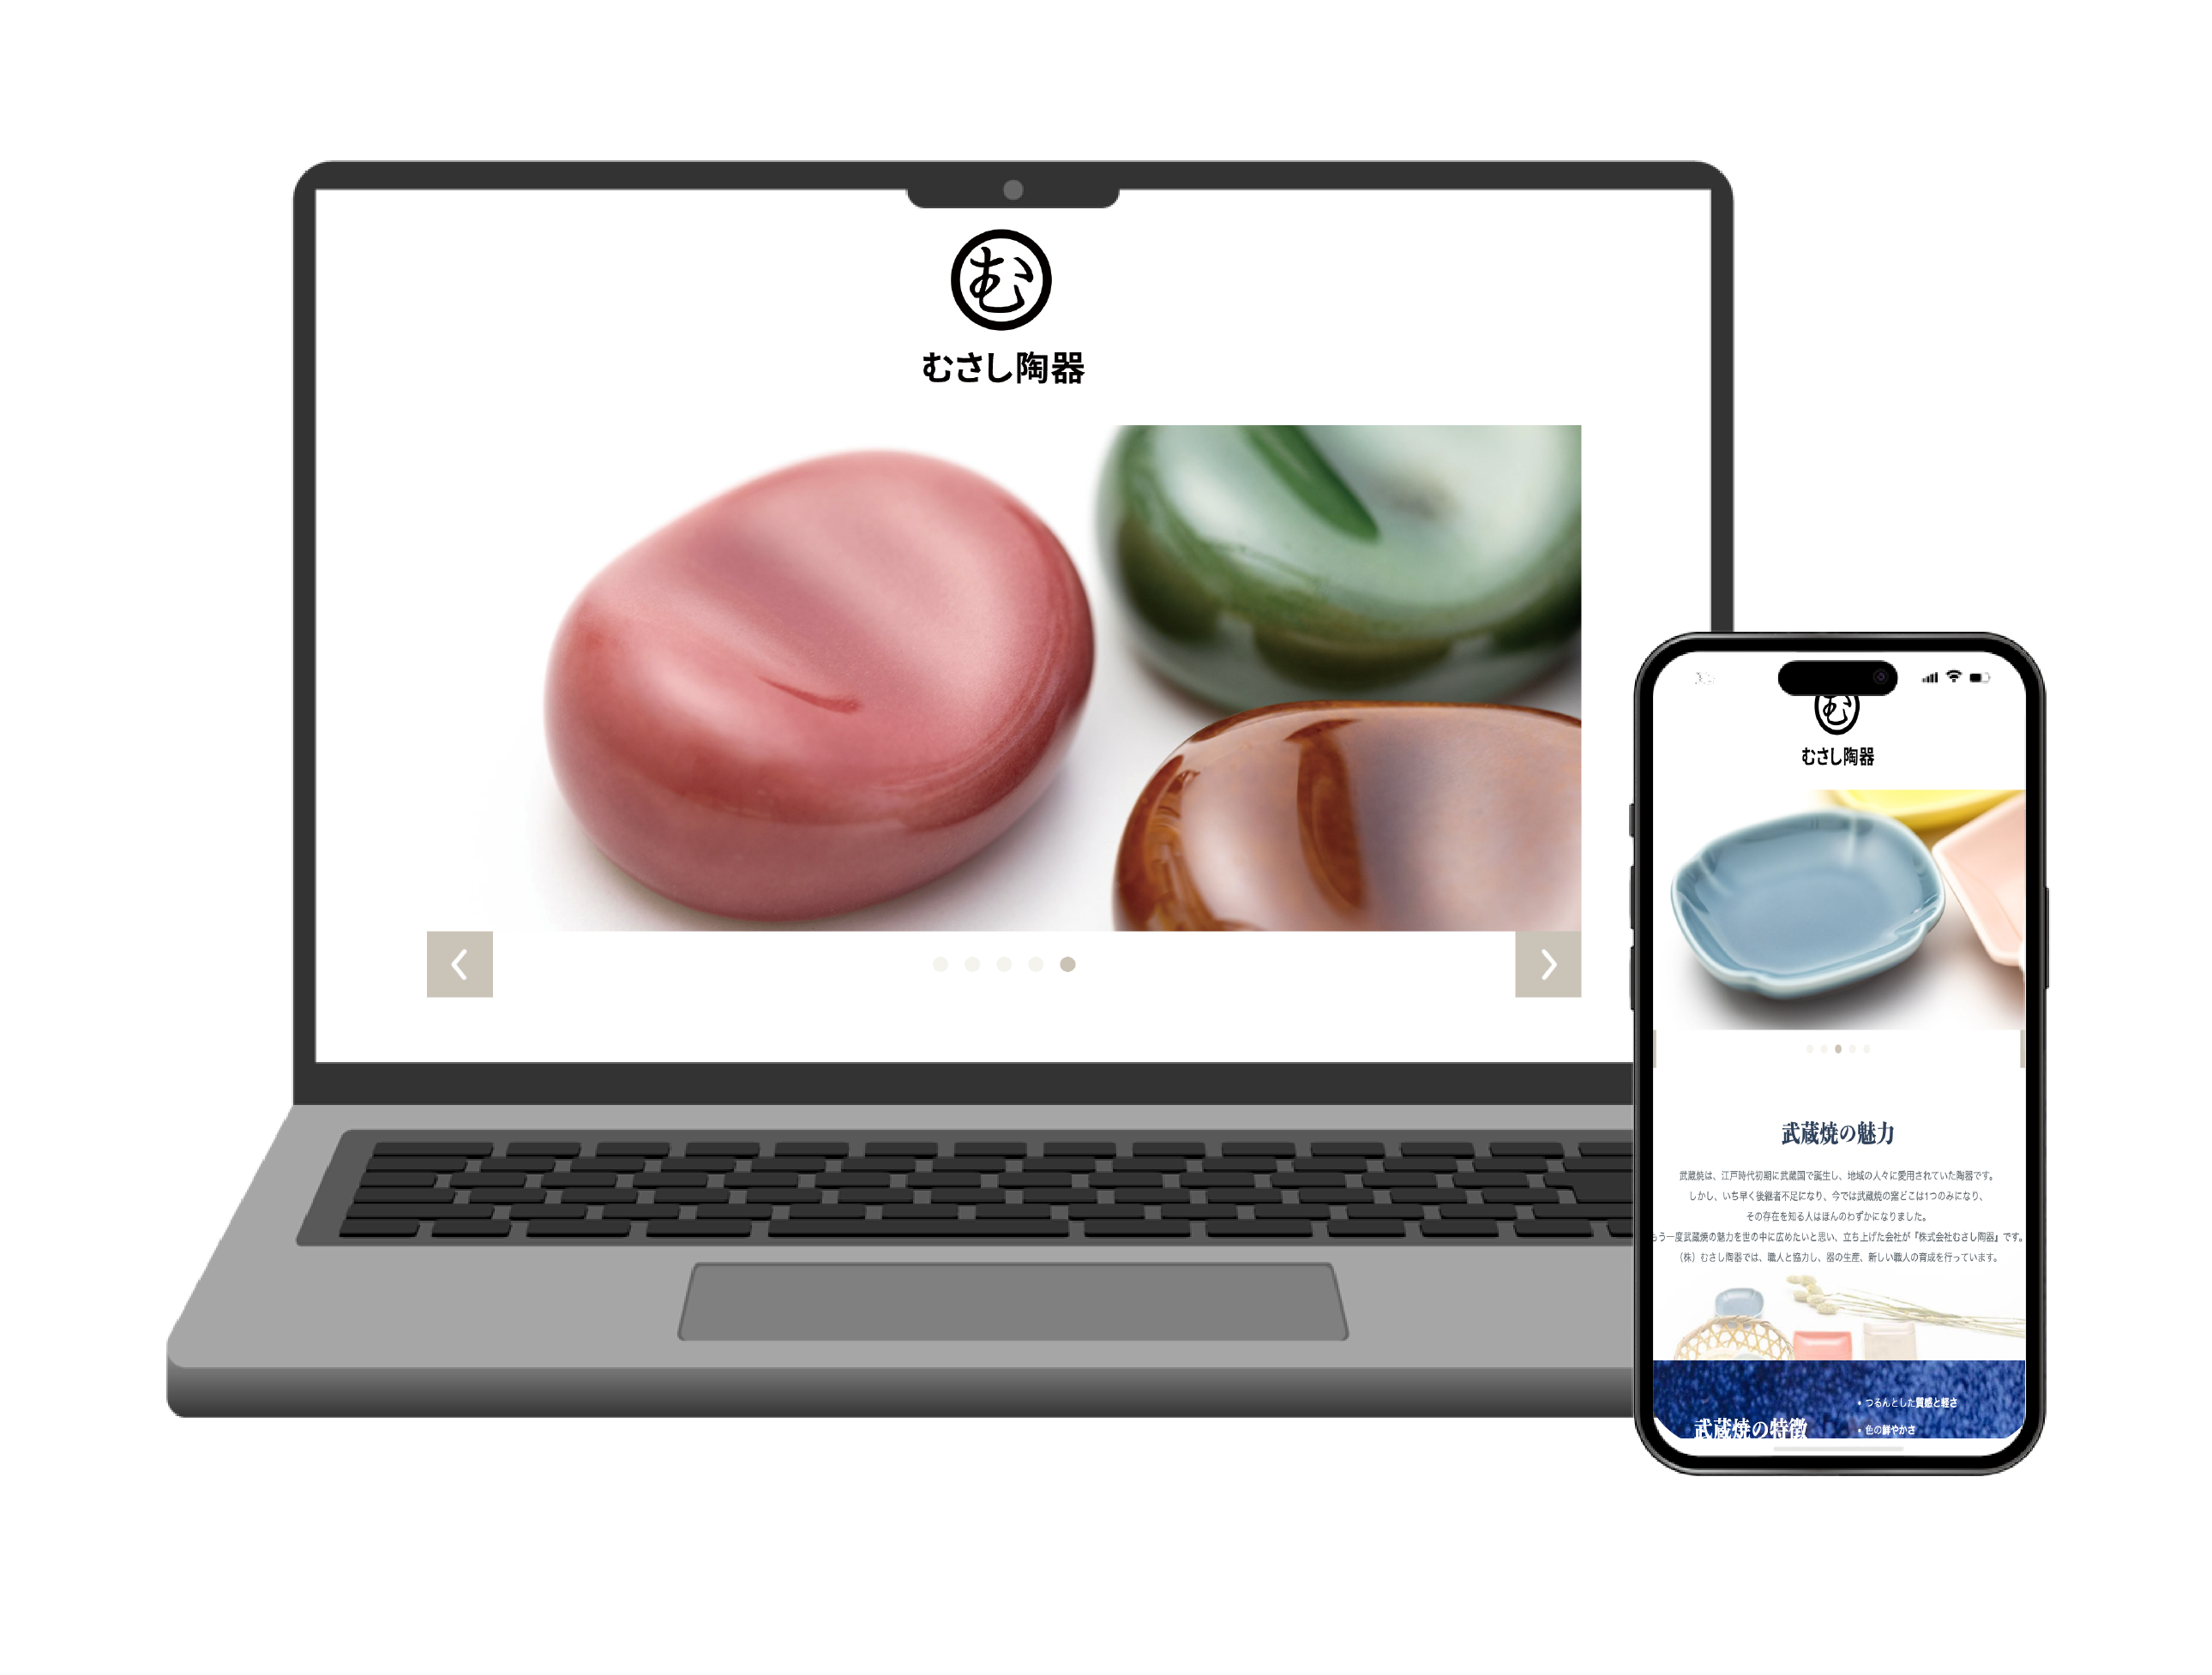 む
むさし陶器
む
むさし陶器
武蔵焼の魅力
武蔵焼は、江戸時代初期に武蔵国で誕生し、地域の人々に愛用されていた陶器です。
しかし、いち早く後継者不足になり、今では武蔵焼の窯どこは1つのみになり、
その存在を知る人はほんのわずかになりました。
もう一度武蔵焼の魅力を世の中に広めたいと思い、立ち上げた会社が『株式会社むさし陶器』です。
（株）むさし陶器では、職人と協力し、器の生産、新しい職人の育成を行っています。
武蔵焼の特徴
• つるんとした質感と軽さ
• 色の鮮やかさ